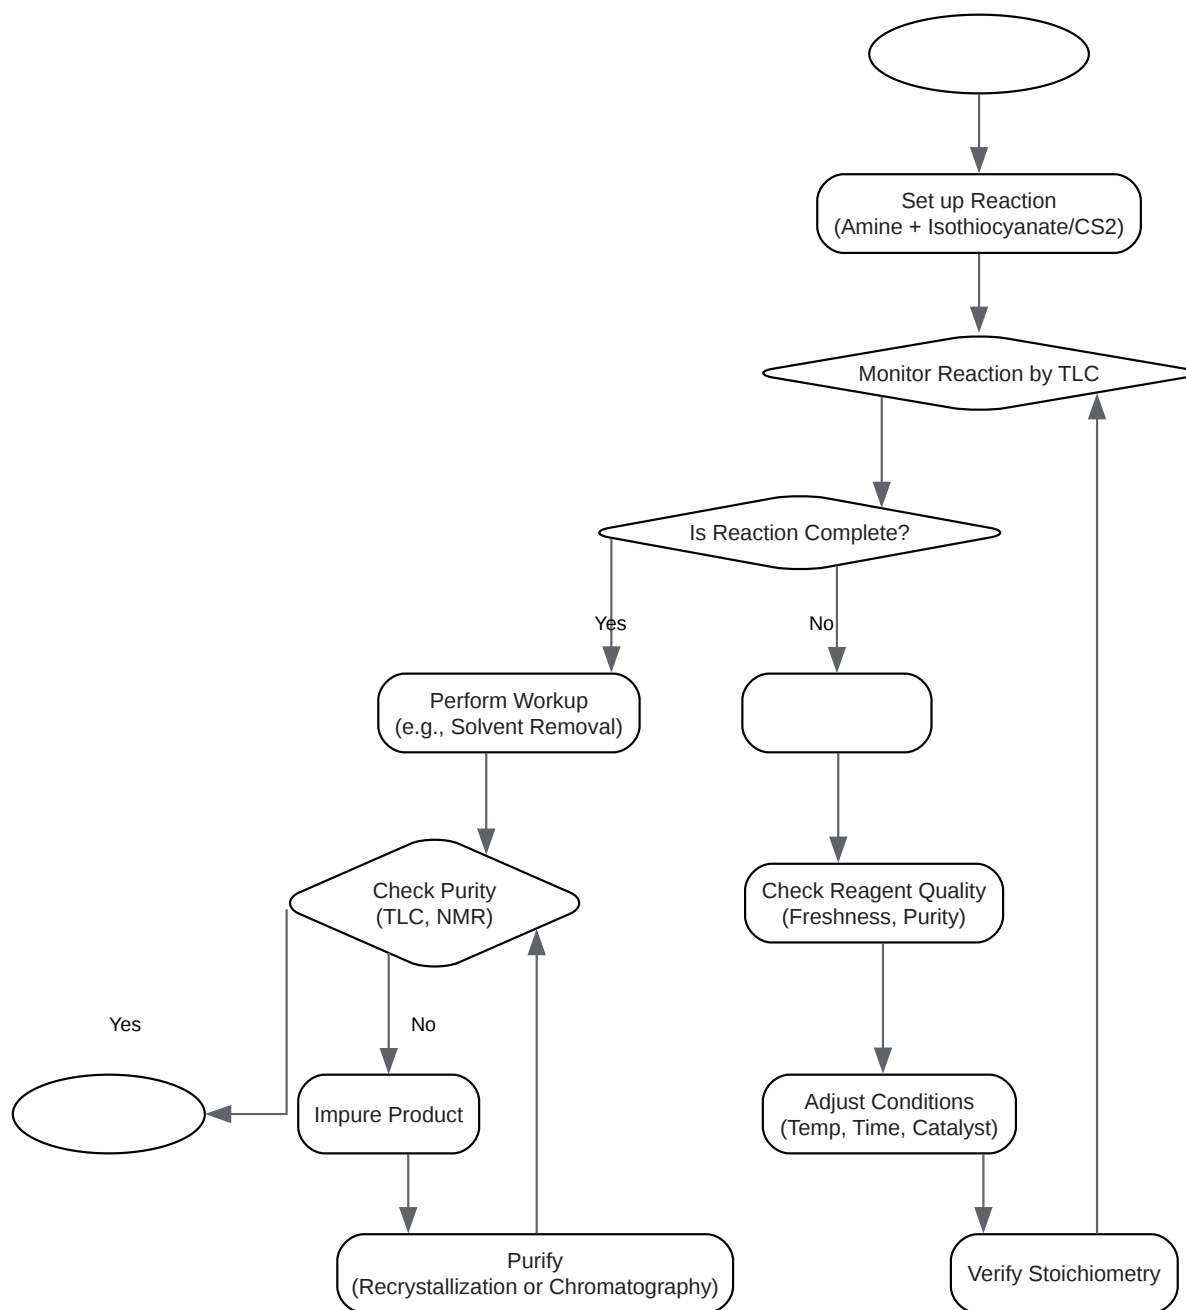 Set up Reaction
(Amine + Isothiocyanate/CS2)
Monitor Reaction by TLC
Is Reaction Complete?
Yes
No
Perform Workup
(e.g., Solvent Removal)
Check Purity
(TLC, NMR)
Check Reagent Quality
(Freshness, Purity)
Yes
No
Impure Product
Adjust Conditions
(Temp, Time, Catalyst)
Purify
(Recrystallization or Chromatography)
Verify Stoichiometry